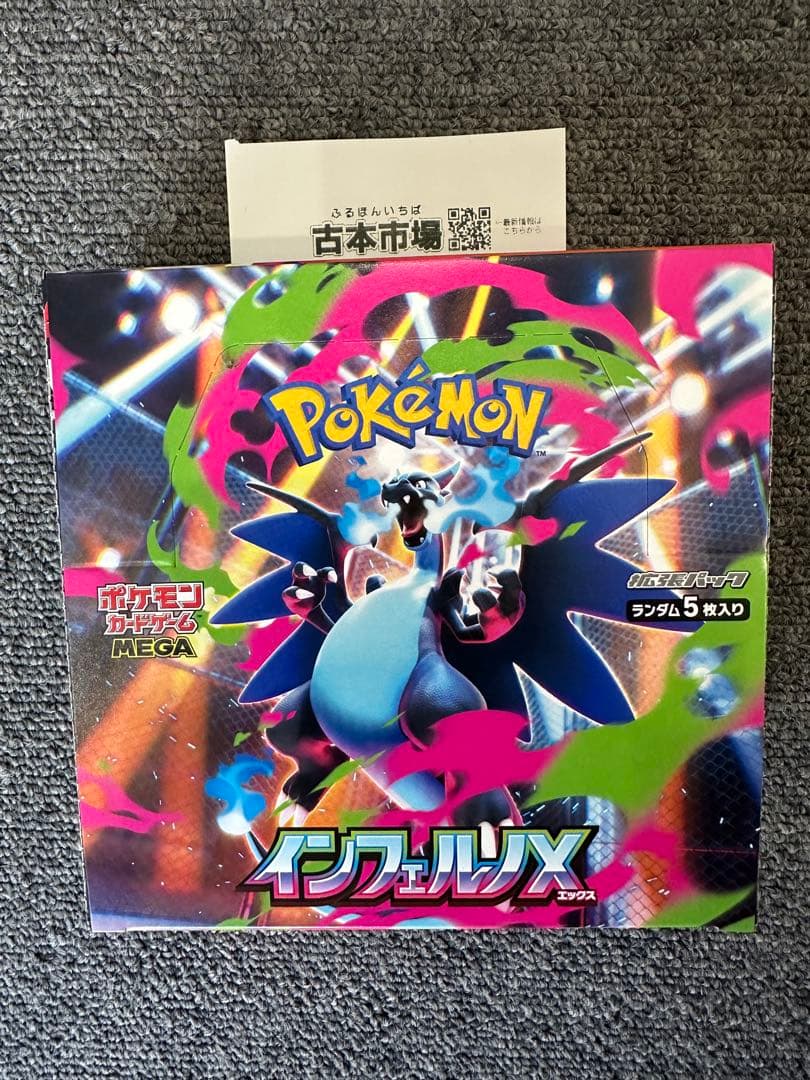 ふるほんいちば
古本市場
←最新情報は
こちらから
POKÉMON
TM
拡張パック
ランダム5枚入り
ポケモン
カードゲーム
MEGA
インフェルノX
エックス